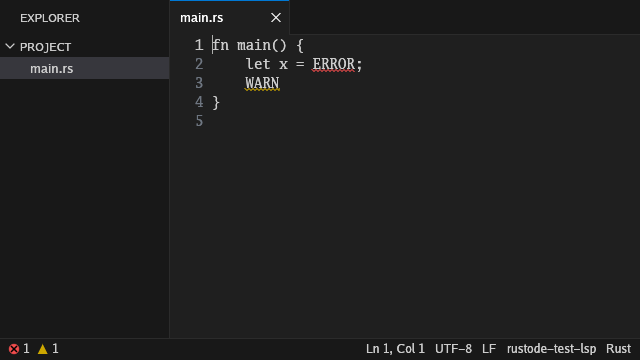 EXPLORER
PROJECT
main.rs
main.rs
1 fn main() {
2     let x = ERROR;
3     WARN
4 }
5
1 1 Ln 1, Col 1 UTF-8 LF rustode-test-lsp Rust